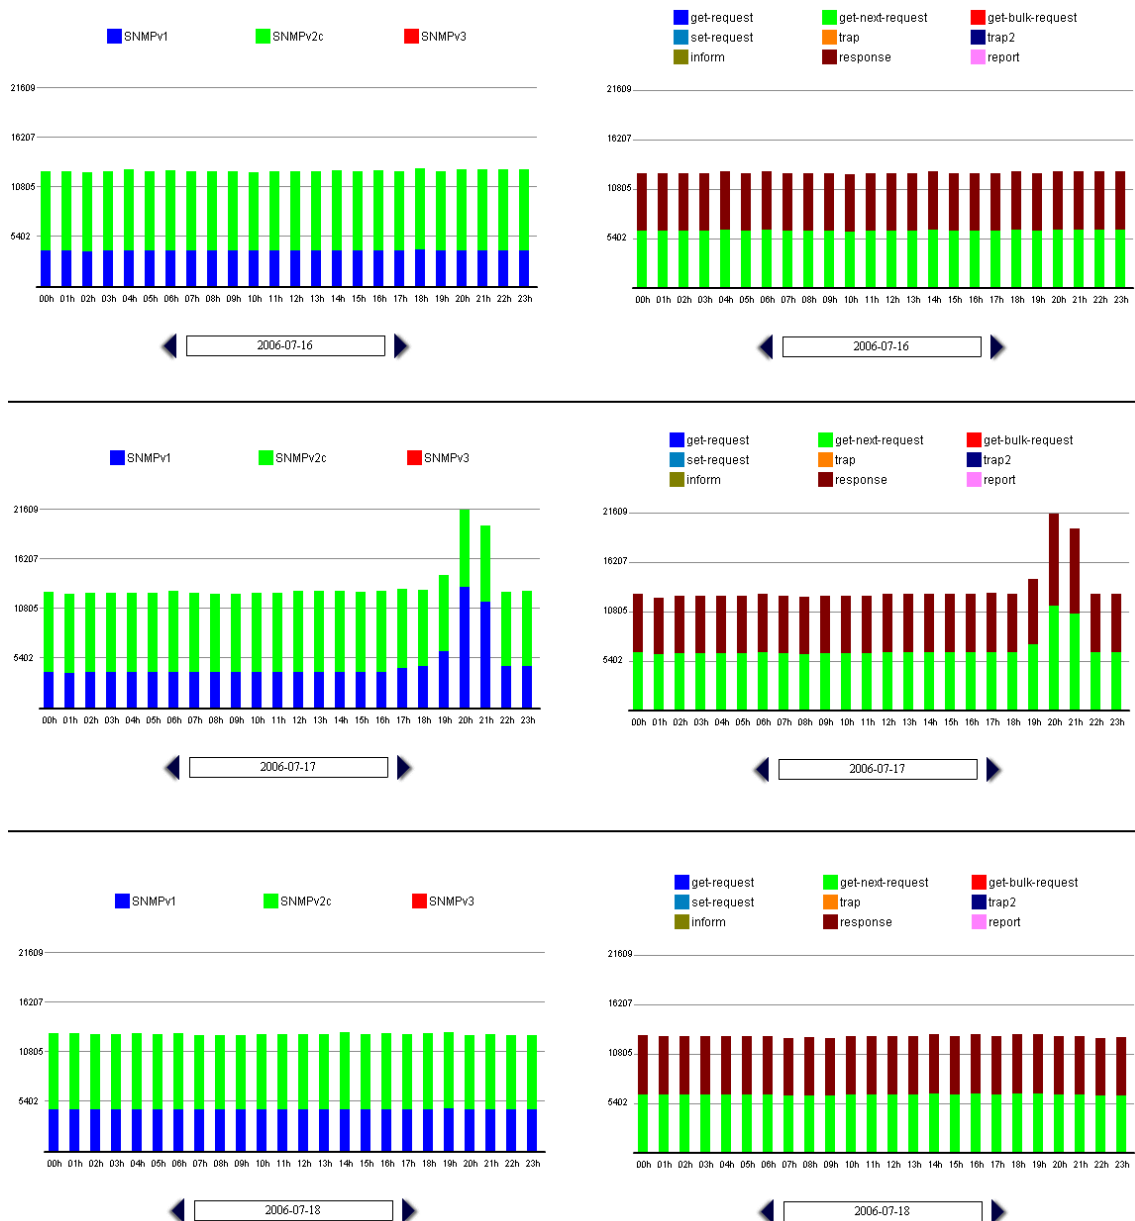 SNMPv1 SNMPv2c SNMPv3
21609
16207
10805
5402
00h 01h 02h 03h 04h 05h 06h 07h 08h 09h 10h 11h 12h 13h 14h 15h 16h 17h 18h 19h 20h 21h 22h 23h
2006-07-16
get-request get-next-request get-bulk-request
set-request trap trap2
inform response report
21609
16207
10805
5402
00h 01h 02h 03h 04h 05h 06h 07h 08h 09h 10h 11h 12h 13h 14h 15h 16h 17h 18h 19h 20h 21h 22h 23h
2006-07-16
SNMPv1 SNMPv2c SNMPv3
21609
16207
10805
5402
00h 01h 02h 03h 04h 05h 06h 07h 08h 09h 10h 11h 12h 13h 14h 15h 16h 17h 18h 19h 20h 21h 22h 23h
2006-07-17
get-request get-next-request get-bulk-request
set-request trap trap2
inform response report
21609
16207
10805
5402
00h 01h 02h 03h 04h 05h 06h 07h 08h 09h 10h 11h 12h 13h 14h 15h 16h 17h 18h 19h 20h 21h 22h 23h
2006-07-17
SNMPv1 SNMPv2c SNMPv3
21609
16207
10805
5402
00h 01h 02h 03h 04h 05h 06h 07h 08h 09h 10h 11h 12h 13h 14h 15h 16h 17h 18h 19h 20h 21h 22h 23h
2006-07-18
get-request get-next-request get-bulk-request
set-request trap trap2
inform response report
21609
16207
10805
5402
00h 01h 02h 03h 04h 05h 06h 07h 08h 09h 10h 11h 12h 13h 14h 15h 16h 17h 18h 19h 20h 21h 22h 23h
2006-07-18